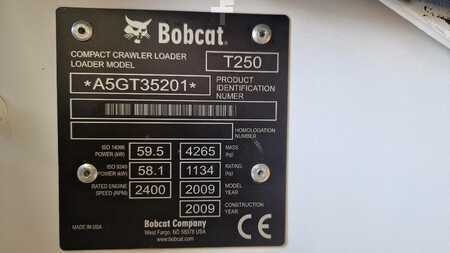 Bobcat.
COMPACT CRAWLER LOADER
LOADER MODEL T250
*A5GT35201* PRODUCT IDENTIFICATION NUMBER
HOMOLOGATION NUMBER
ISO 14396 POWER (kW) 59.5 4265 MASS (kg)
ISO 9249 POWER (kW) 58.1 1134 RATING (kg)
RATED ENGINE SPEED (RPM) 2400 2009 MODEL YEAR
2009 CONSTRUCTION YEAR
MADE IN USA
Bobcat Company
West Fargo, ND 58078 USA
www.bobcat.com
CE